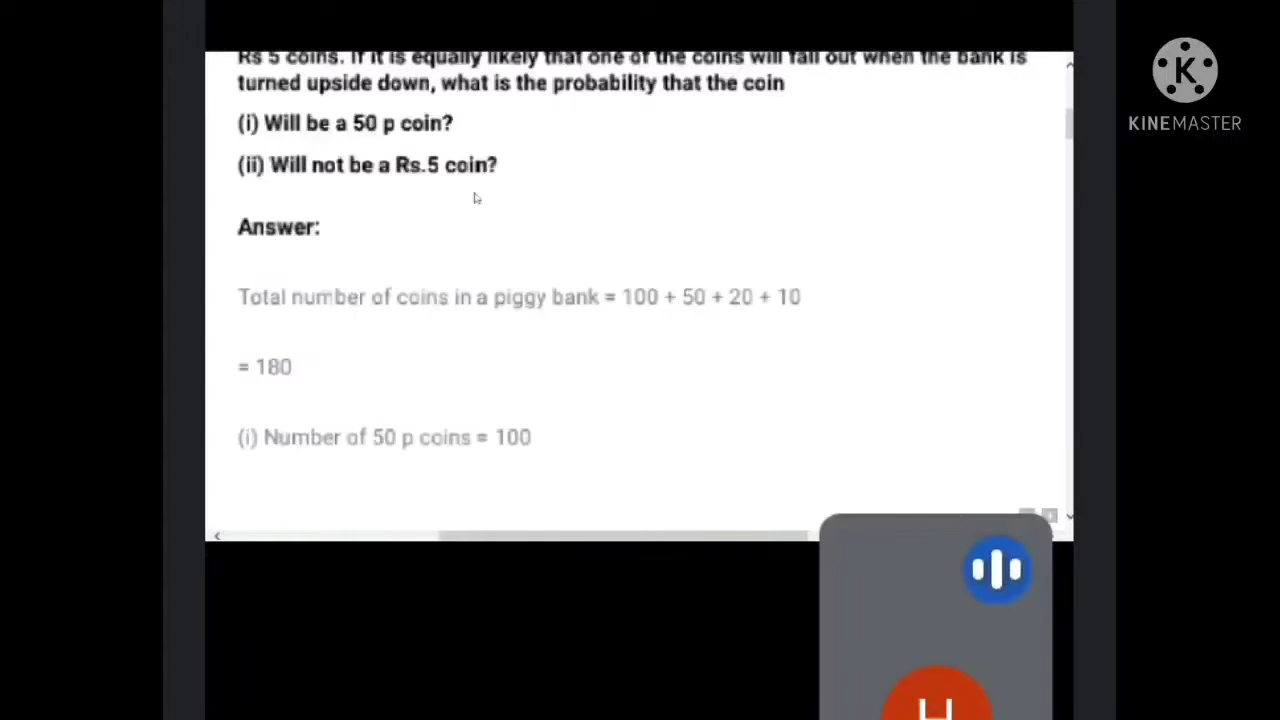 Rs 5 coins. If it is equally likely that one of the coins will fall out when the bank is
turned upside down, what is the probability that the coin
(i) Will be a 50 p coin?
(ii) Will not be a Rs.5 coin?
Answer:
Total number of coins in a piggy bank = 100 + 50 + 20 + 10
= 180
(i) Number of 50 p coins = 100
K
KINEMASTER
H